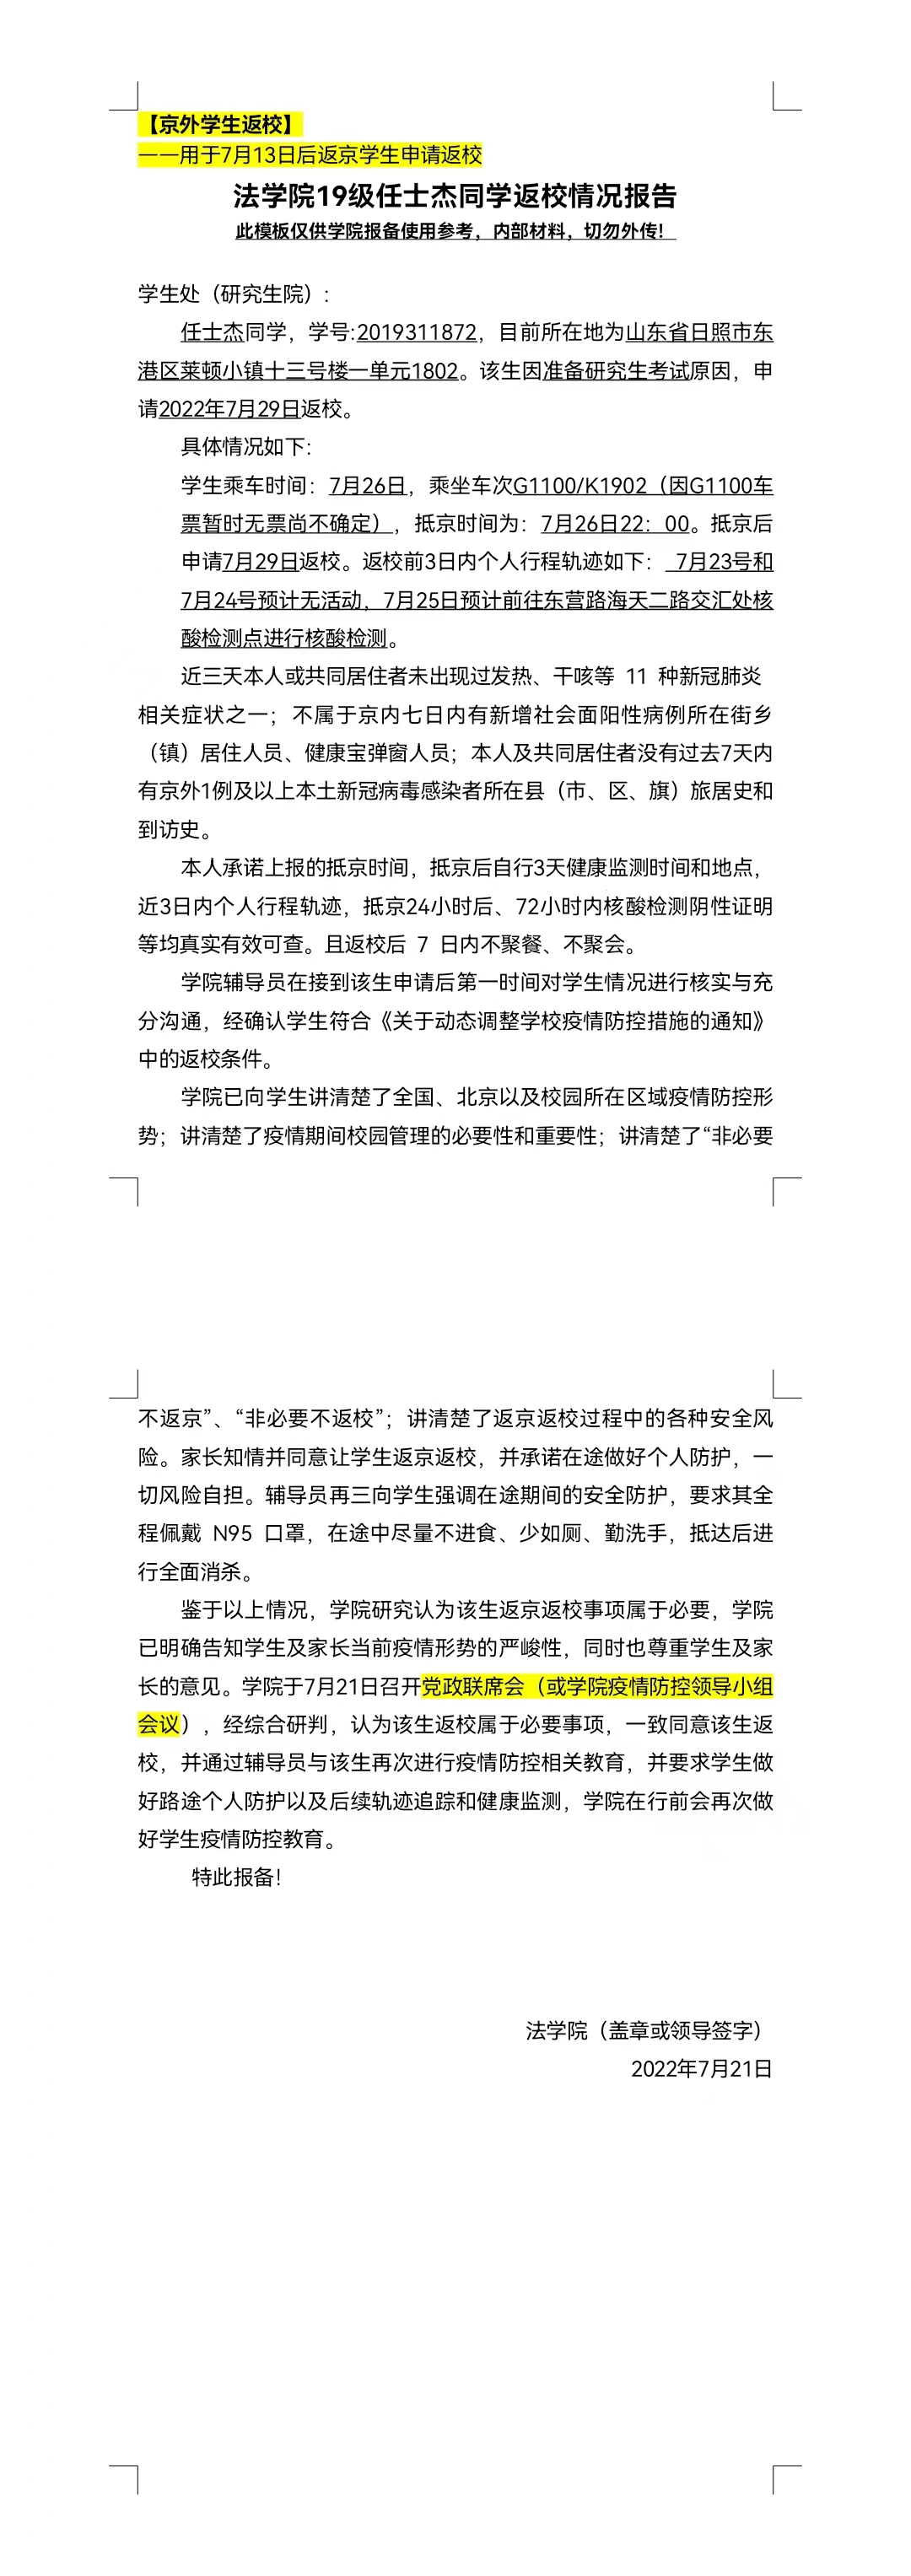 【京外学生返校】
——用于7月13日后返京学生申请返校
法学院19级任士杰同学返校情况报告
此模板仅供学院报备使用参考，内部材料，切勿外传！
学生处（研究生院）：
任士杰同学，学号:2019311872，目前所在地为山东省日照市东
港区莱顿小镇十三号楼一单元1802。该生因准备研究生考试原因，申
请2022年7月29日返校。
具体情况如下：
学生乘车时间：7月26日，乘坐车次G1100/K1902（因G1100车
票暂时无票尚不确定），抵京时间为：7月26日22：00。抵京后
申请7月29日返校。返校前3日内个人行程轨迹如下： 7月23号和
7月24号预计无活动，7月25日预计前往东营路海天二路交汇处核
酸检测点进行核酸检测。
近三天本人或共同居住者未出现过发热、干咳等 11 种新冠肺炎
相关症状之一；不属于京内七日内有新增社会面阳性病例所在街乡
（镇）居住人员、健康宝弹窗人员；本人及共同居住者没有过去7天内
有京外1例及以上本土新冠病毒感染者所在县（市、区、旗）旅居史和
到访史。
本人承诺上报的抵京时间，抵京后自行3天健康监测时间和地点，
近3日内个人行程轨迹，抵京24小时后、72小时内核酸检测阴性证明
等均真实有效可查。且返校后 7 日内不聚餐、不聚会。
学院辅导员在接到该生申请后第一时间对学生情况进行核实与充
分沟通，经确认学生符合《关于动态调整学校疫情防控措施的通知》
中的返校条件。
学院已向学生讲清楚了全国、北京以及校园所在区域疫情防控形
势；讲清楚了疫情期间校园管理的必要性和重要性；讲清楚了“非必要
不返京”、“非必要不返校”；讲清楚了返京返校过程中的各种安全风
险。家长知情并同意让学生返京返校，并承诺在途做好个人防护，一
切风险自担。辅导员再三向学生强调在途期间的安全防护，要求其全
程佩戴 N95 口罩，在途中尽量不进食、少如厕、勤洗手，抵达后进
行全面消杀。
鉴于以上情况，学院研究认为该生返京返校事项属于必要，学院
已明确告知学生及家长当前疫情形势的严峻性，同时也尊重学生及家
长的意见。学院于7月21日召开党政联席会（或学院疫情防控领导小组
会议），经综合研判，认为该生返校属于必要事项，一致同意该生返
校，并通过辅导员与该生再次进行疫情防控相关教育，并要求学生做
好路途个人防护以及后续轨迹追踪和健康监测，学院在行前会再次做
好学生疫情防控教育。
特此报备！
法学院（盖章或领导签字）
2022年7月21日